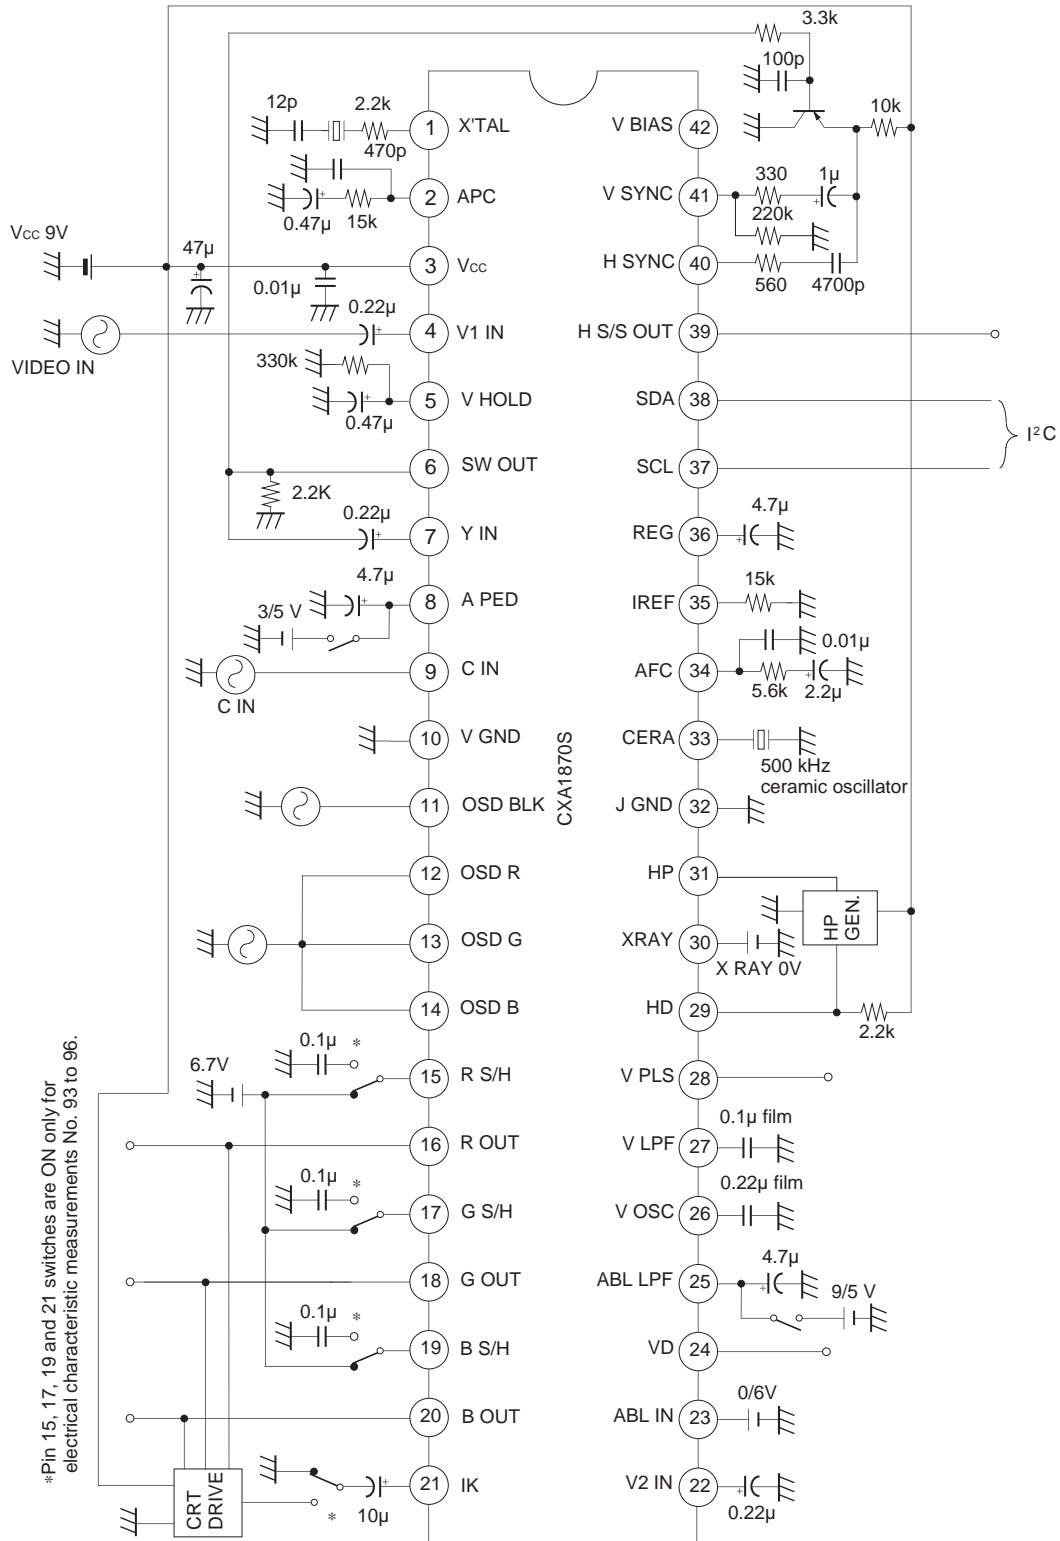 3.3k
100p
12p
2.2k
10k
1
X'TAL
V BIAS
42
470p
330
1µ
2
APC
V SYNC
41
0.47µ
15k
220k
Vcc 9V
47µ
3
Vcc
H SYNC
40
0.01µ
560
4700p
0.22µ
4
V1 IN
H S/S OUT
39
VIDEO IN
330k
5
V HOLD
SDA
38
0.47µ
I²C
6
SW OUT
SCL
37
2.2K
0.22µ
4.7µ
7
Y IN
REG
36
4.7µ
15k
8
A PED
IREF
35
3/5 V
0.01µ
9
C IN
AFC
34
C IN
5.6k
2.2µ
10
V GND
CERA
33
CXA1870S
500 kHz
ceramic oscillator
11
OSD BLK
J GND
32
12
OSD R
HP
31
HP
GEN.
13
OSD G
XRAY
30
X RAY 0V
14
OSD B
HD
29
2.2k
0.1µ
*
6.7V
15
R S/H
V PLS
28
0.1µ film
16
R OUT
V LPF
27
0.1µ
*
0.22µ film
17
G S/H
V OSC
26
4.7µ
18
G OUT
ABL LPF
25
9/5 V
0.1µ
*
19
B S/H
VD
24
0/6V
20
B OUT
ABL IN
23
21
IK
V2 IN
22
10µ
*
0.22µ
CRT
DRIVE
*Pin 15, 17, 19 and 21 switches are ON only for
electrical characteristic measurements No. 93 to 96.